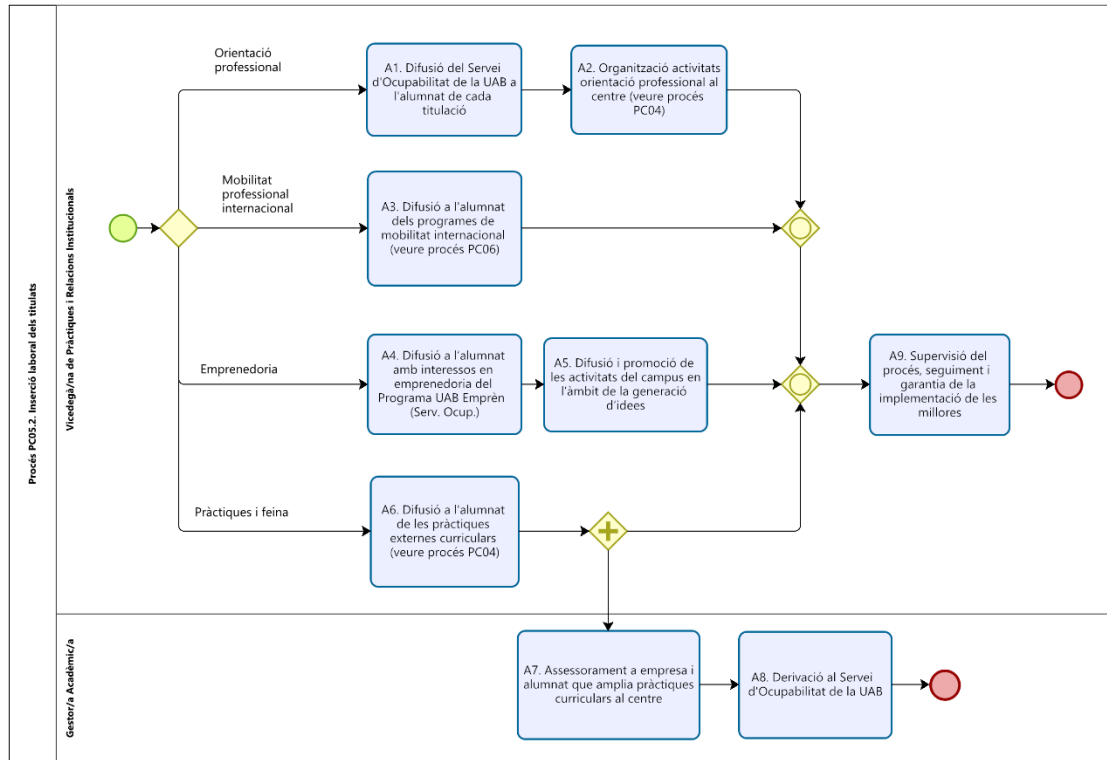 Procés PC05.2. Inserció laboral dels titulats
Vicedegà/na de Pràctiques i Relacions Institucionals
Orientació
professional
A1. Difusió del Servei
d'Ocupabilitat de la UAB a
l'alumnat de cada
titulació
A2. Organització activitats
orientació professional al
centre (veure procés
PC04)
Mobilitat
professional
internacional
A3. Difusió a l'alumnat
dels programes de
mobilitat internacional
(veure procés PC06)
Emprenedoria
A4. Difusió a l'alumnat
amb interessos en
emprenedoria del
Programa UAB Emprèn
(Serv. Ocup.)
A5. Difusió i promoció de
les activitats del campus en
l'àmbit de la generació
d'idees
A9. Supervisió del
procés, seguiment i
garantia de la
implementació de les
millores
Pràctiques i feina
A6. Difusió a l'alumnat
de les pràctiques
externes curriculars
(veure procés PC04)
Gestor/a Acadèmic/a
A7. Assessorament a empresa i
alumnat que amplia pràctiques
curriculars al centre
A8. Derivació al Servei
d'Ocupabilitat de la UAB